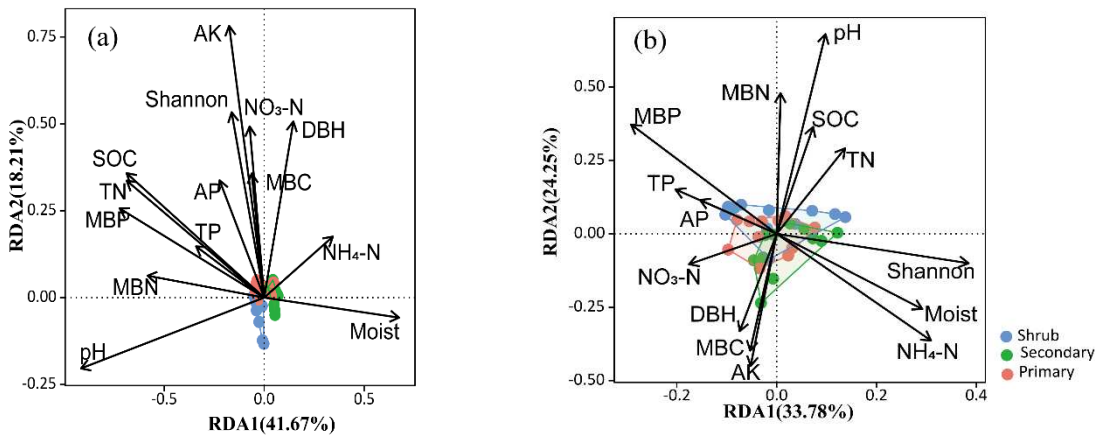 (a)
AK
Shannon
NO₃-N
DBH
SOC
TN
AP
MBC
MBP
TP
NH₄-N
MBN
Moist
pH
0.75
0.50
0.25
0.00
-0.25
-0.5
0.0
0.5
RDA2(18.21%)
RDA1(41.67%)
(b)
pH
MBN
MBP
SOC
TN
TP
AP
NO₃-N
Shannon
DBH
Moist
MBC
NH₄-N
AK
0.50
0.25
0.00
-0.25
-0.50
-0.2
0.0
0.2
0.4
RDA2(24.25%)
RDA1(33.78%)
Shrub
Secondary
Primary